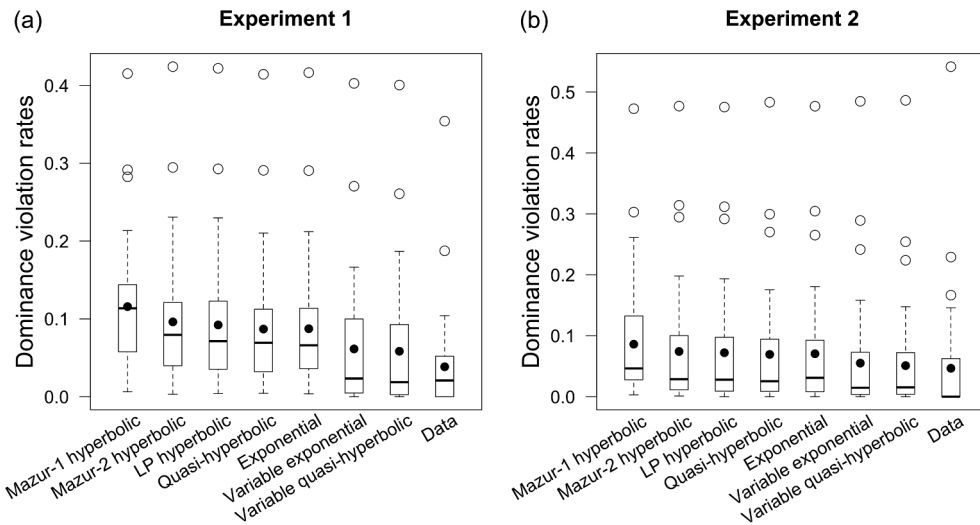 (a) Experiment 1
Dominance violation rates
0.4
0.3
0.2
0.1
0.0
Mazur-1 hyperbolic
Mazur-2 hyperbolic
LP hyperbolic
Quasi-hyperbolic
Exponential
Variable exponential
Variable quasi-hyperbolic
Data
(b) Experiment 2
Dominance violation rates
0.5
0.4
0.3
0.2
0.1
0.0
Mazur-1 hyperbolic
Mazur-2 hyperbolic
LP hyperbolic
Quasi-hyperbolic
Exponential
Variable exponential
Variable quasi-hyperbolic
Data